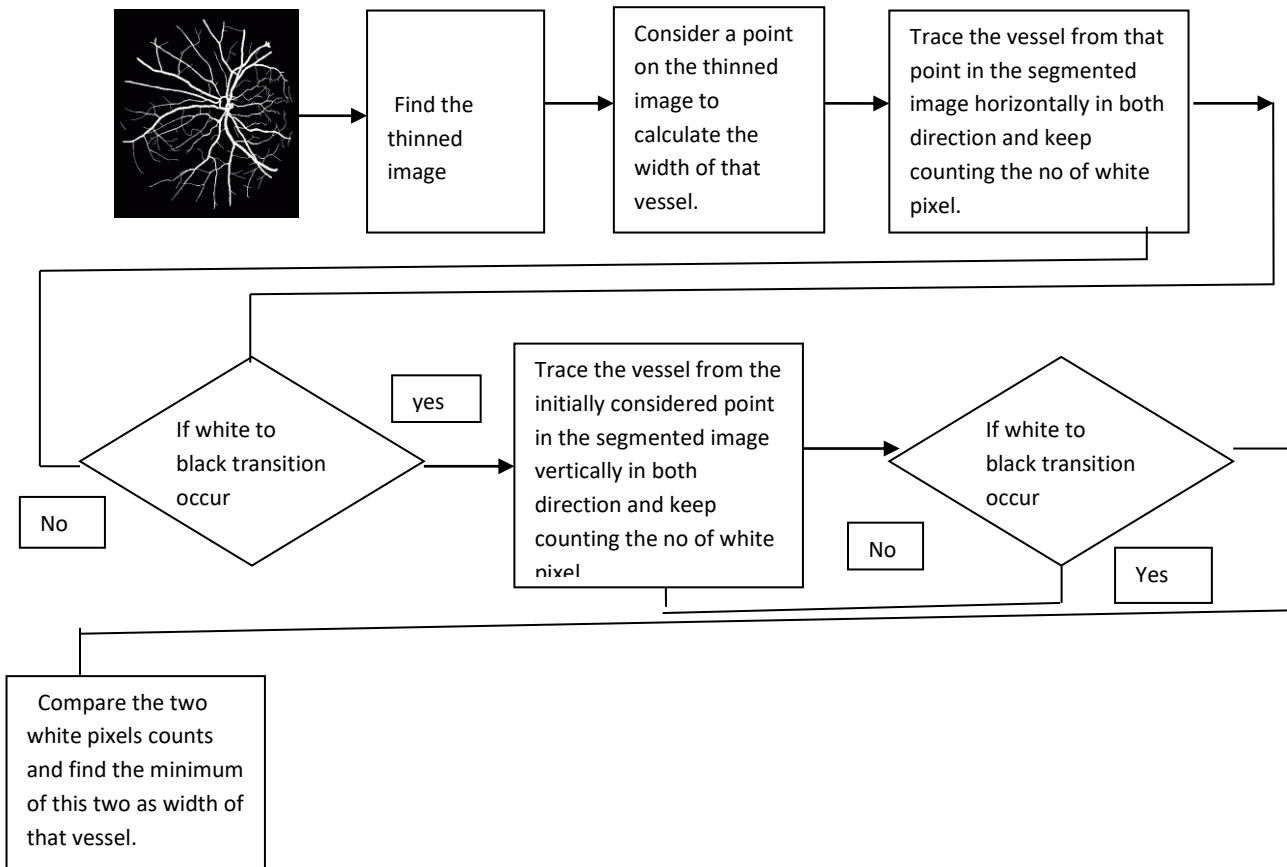 Find the
thinned
image
Consider a point
on the thinned
image to
calculate the
width of that
vessel.
Trace the vessel from that
point in the segmented
image horizontally in both
direction and keep
counting the no of white
pixel.
If white to
black transition
occur
yes
No
Trace the vessel from the
initially considered point
in the segmented image
vertically in both
direction and keep
counting the no of white
pixel
If white to
black transition
occur
No
Yes
Compare the two
white pixels counts
and find the minimum
of this two as width of
that vessel.